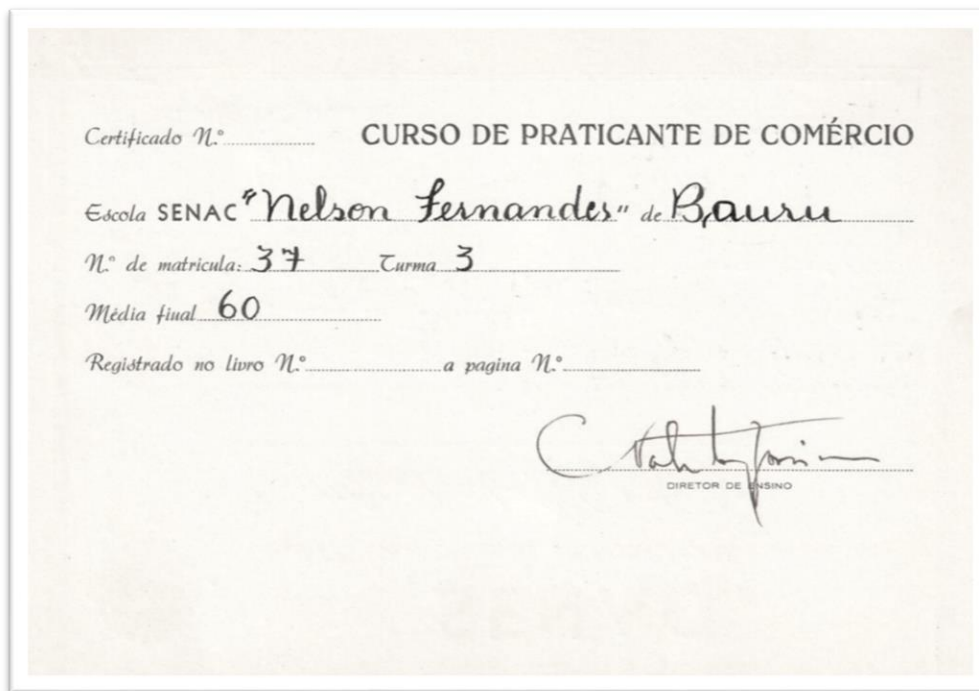 Certificado N.º CURSO DE PRATICANTE DE COMÉRCIO
Escola SENAC "Nelson Fernandes" de Bauru
N.º de matricula: 37 Turma 3
Média final 60
Registrado no livro N.º a pagina N.º
C.
DIRETOR DE ENSINO